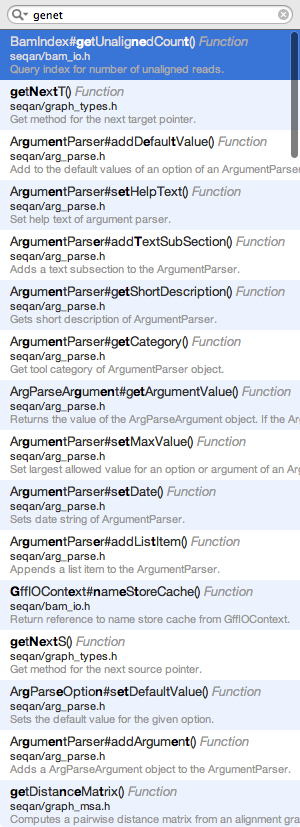 genet
BamIndex#getUnalignedCount() Function
seqan/bam_io.h
Query index for number of unaligned reads.
getNextT() Function
seqan/graph_types.h
Get method for the next target pointer.
ArgumentParser#addDefaultValue() Function
seqan/arg_parse.h
Add to the default values of an option of an ArgumentParser
ArgumentParser#setHelpText() Function
seqan/arg_parse.h
Set help text of argument parser.
ArgumentParser#addTextSubSection() Function
seqan/arg_parse.h
Adds a text subsection to the ArgumentParser.
ArgumentParser#getShortDescription() Function
seqan/arg_parse.h
Gets short description of ArgumentParser.
ArgumentParser#getCategory() Function
seqan/arg_parse.h
Get tool category of ArgumentParser object.
ArgParseArgument#getArgumentValue() Function
seqan/arg_parse.h
Returns the value of the ArgParseArgument object. If the Ar
ArgumentParser#setMaxValue() Function
seqan/arg_parse.h
Set largest allowed value for an option or argument of an Ar
ArgumentParser#setDate() Function
seqan/arg_parse.h
Sets date string of ArgumentParser.
ArgumentParser#addListItem() Function
seqan/arg_parse.h
Appends a list item to the ArgumentParser.
GffIOContext#nameStoreCache() Function
seqan/bam_io.h
Return reference to name store cache from GffIOContext.
getNextS() Function
seqan/graph_types.h
Get method for the next source pointer.
ArgParseOption#setDefaultValue() Function
seqan/arg_parse.h
Sets the default value for the given option.
ArgumentParser#addArgument() Function
seqan/arg_parse.h
Adds a ArgParseArgument object to the ArgumentParser.
getDistanceMatrix() Function
seqan/graph_msa.h
Computes a pairwise distance matrix from an alignment gra